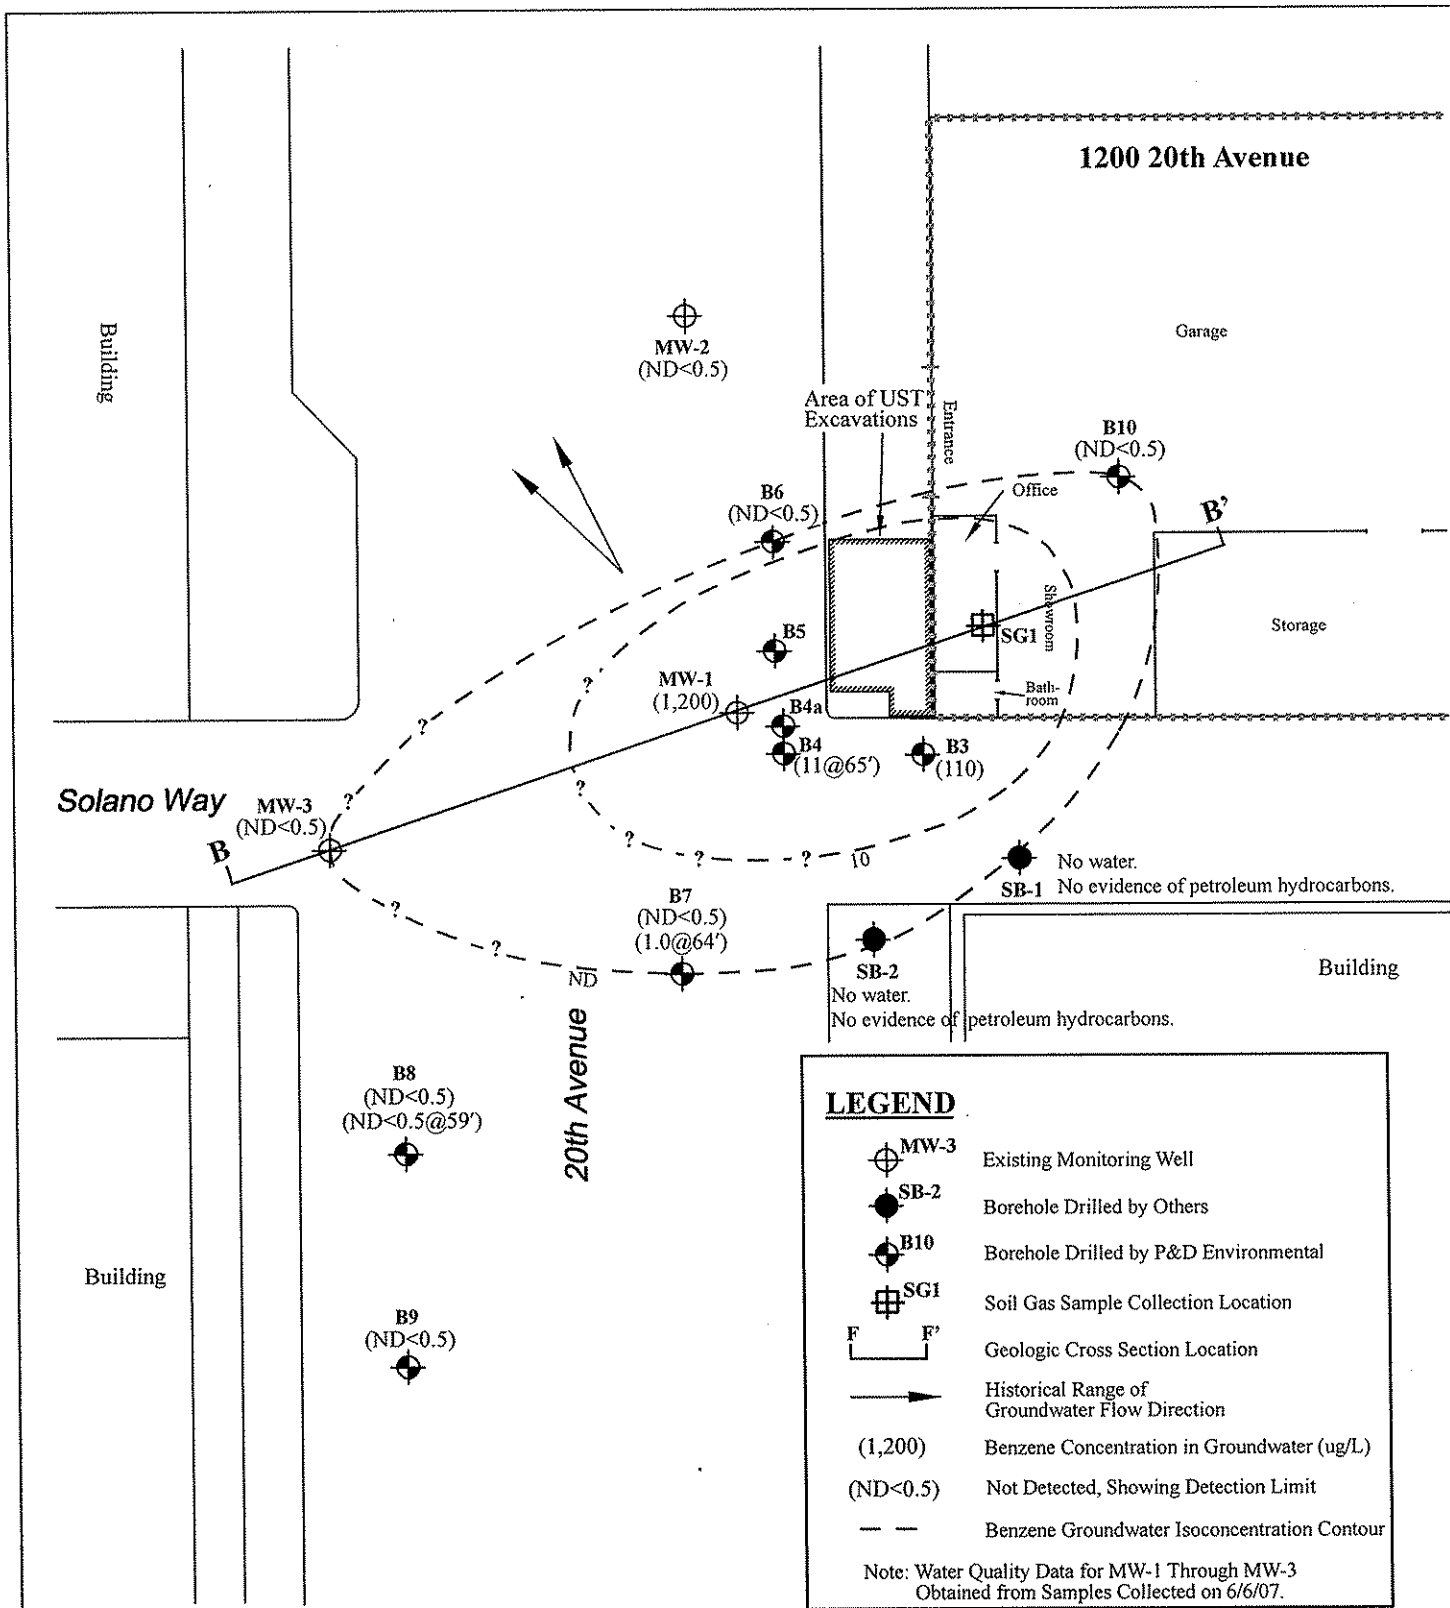 1200 20th Avenue
Building
Garage
MW-2
(ND<0.5)
Area of UST
Excavations
Entrance
B10
(ND<0.5)
Office
B6
(ND<0.5)
B'
Showroom
SG1
Storage
B5
?
MW-1
(1,200)
Bath-
room
B4a
?
B4
(11@65')
B3
(110)
?
?
Solano Way
MW-3
(ND<0.5)
B
?
?
?
10
SB-1
No water.
No evidence of petroleum hydrocarbons.
?
B7
(ND<0.5)
(1.0@64')
?
ND
SB-2
No water.
No evidence of petroleum hydrocarbons.
Building
20th Avenue
B8
(ND<0.5)
(ND<0.5@59')
Building
B9
(ND<0.5)
LEGEND
MW-3
Existing Monitoring Well
SB-2
Borehole Drilled by Others
B10
Borehole Drilled by P&D Environmental
SG1
Soil Gas Sample Collection Location
F F'
Geologic Cross Section Location
Historical Range of
Groundwater Flow Direction
(1,200) Benzene Concentration in Groundwater (ug/L)
(ND<0.5) Not Detected, Showing Detection Limit
Benzene Groundwater Isoconcentration Contour
Note: Water Quality Data for MW-1 Through MW-3
Obtained from Samples Collected on 6/6/07.